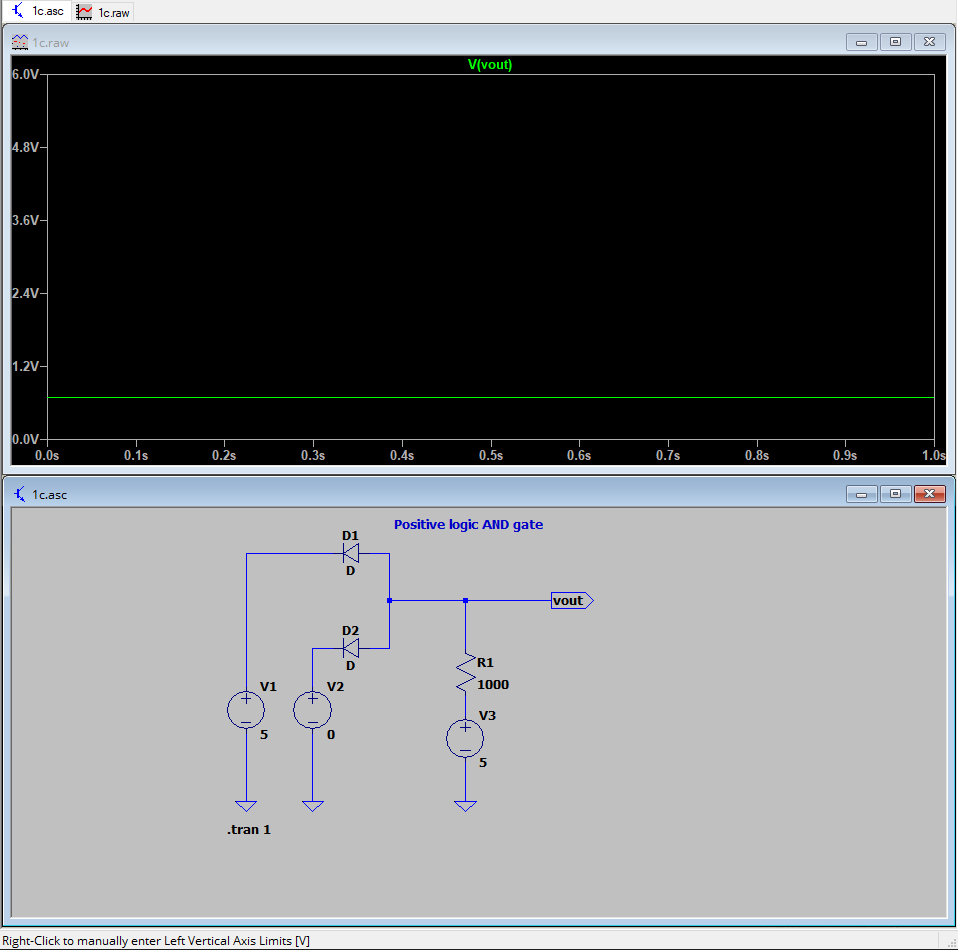 1c.asc 1c.raw
1c.raw
V(vout)
6.0V
4.8V
3.6V
2.4V
1.2V
0.0V
0.0s 0.1s 0.2s 0.3s 0.4s 0.5s 0.6s 0.7s 0.8s 0.9s 1.0s
1c.asc
Positive logic AND gate
D1
D
vout
D2
D
R1
1000
V1
5
V2
0
V3
5
.tran 1
Right-Click to manually enter Left Vertical Axis Limits [V]